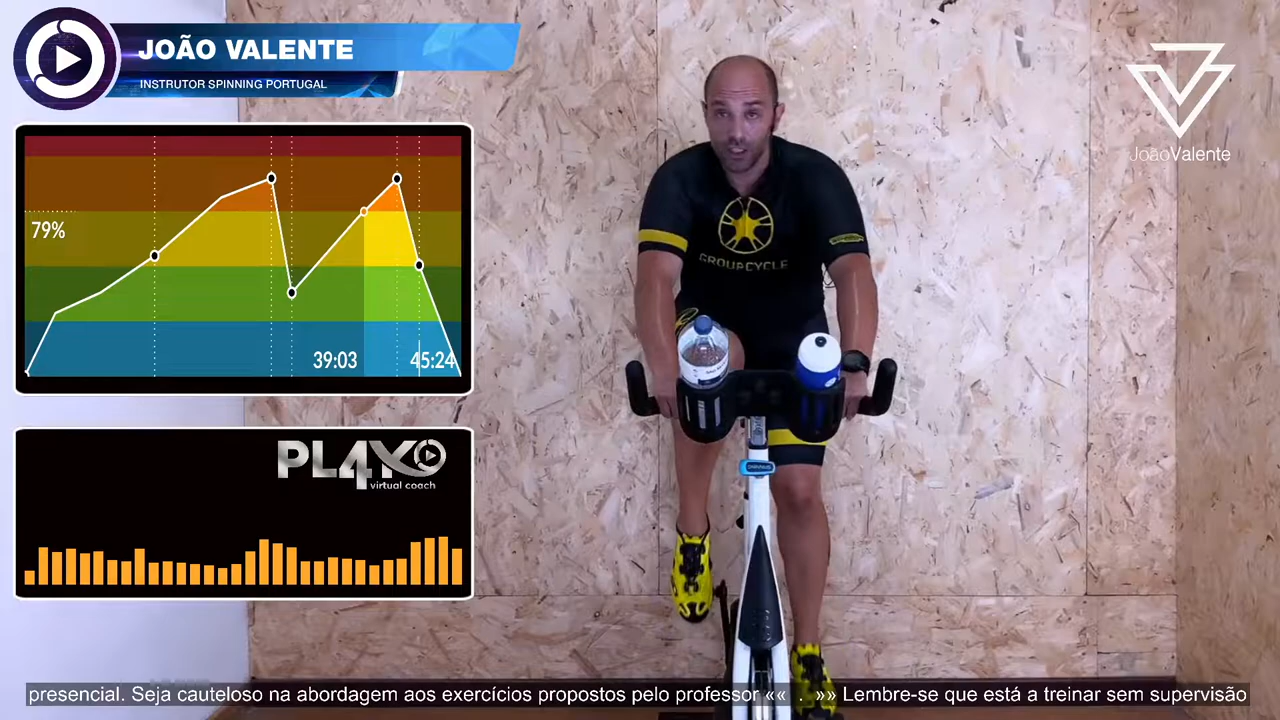 JOÃO VALENTE
INSTRUTOR SPINNING PORTUGAL
JoãoValente
79%
39:03
45:24
GROUPCYCLE
PL4Y
virtual coach
presencial. Seja cauteloso na abordagem aos exercícios propostos pelo professor «« . »» Lembre-se que está a treinar sem supervisão